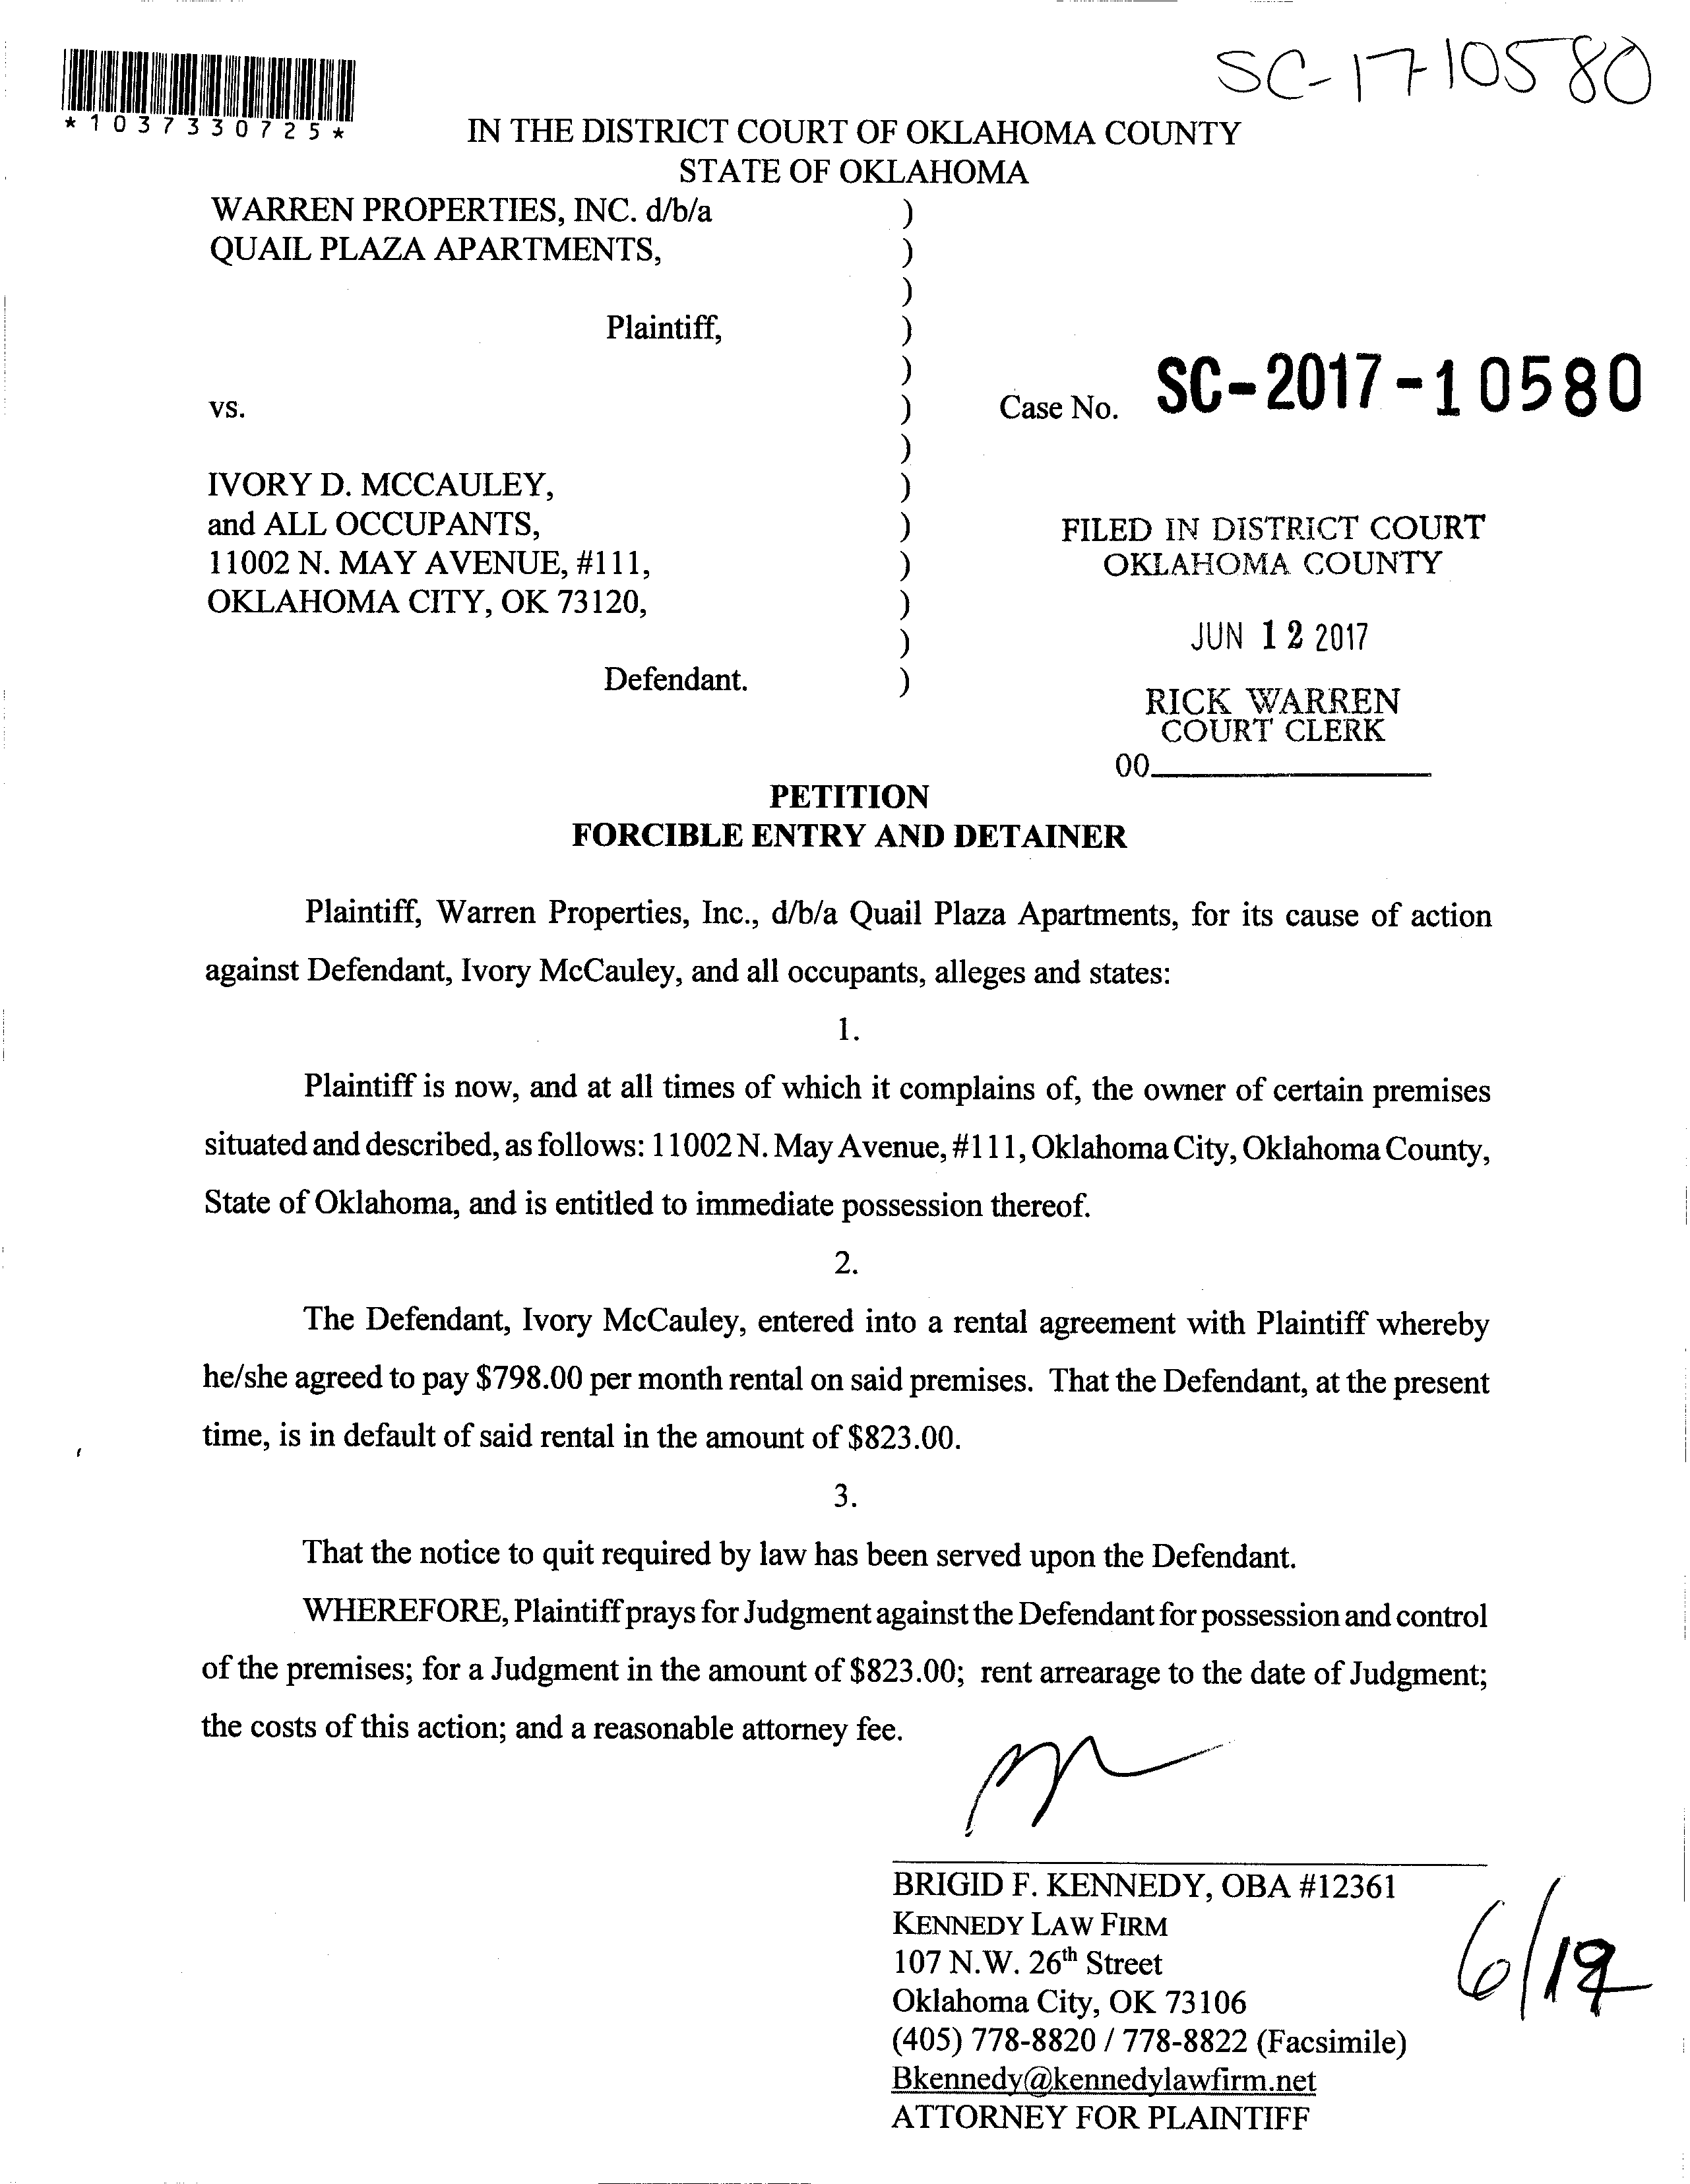 SC-17-10580
*1037330725*
IN THE DISTRICT COURT OF OKLAHOMA COUNTY
STATE OF OKLAHOMA
WARREN PROPERTIES, INC. d/b/a )
QUAIL PLAZA APARTMENTS, )
)
Plaintiff, )
)
vs. ) Case No. SC-2017-10580
)
IVORY D. MCCAULEY, )
and ALL OCCUPANTS, )
11002 N. MAY AVENUE, #111, )
OKLAHOMA CITY, OK 73120, )
)
Defendant. )
FILED IN DISTRICT COURT
OKLAHOMA COUNTY
JUN 12 2017
RICK WARREN
COURT CLERK
00
PETITION
FORCIBLE ENTRY AND DETAINER
Plaintiff, Warren Properties, Inc., d/b/a Quail Plaza Apartments, for its cause of action
against Defendant, Ivory McCauley, and all occupants, alleges and states:
1.
Plaintiff is now, and at all times of which it complains of, the owner of certain premises
situated and described, as follows: 11002 N. May Avenue, #111, Oklahoma City, Oklahoma County,
State of Oklahoma, and is entitled to immediate possession thereof.
2.
The Defendant, Ivory McCauley, entered into a rental agreement with Plaintiff whereby
he/she agreed to pay $798.00 per month rental on said premises. That the Defendant, at the present
time, is in default of said rental in the amount of $823.00.
3.
That the notice to quit required by law has been served upon the Defendant.
WHEREFORE, Plaintiff prays for Judgment against the Defendant for possession and control
of the premises; for a Judgment in the amount of $823.00; rent arrearage to the date of Judgment;
the costs of this action; and a reasonable attorney fee.
BRIGID F. KENNEDY, OBA #12361
KENNEDY LAW FIRM
107 N.W. 26th Street
Oklahoma City, OK 73106
(405) 778-8820 / 778-8822 (Facsimile)
Bkennedy@kennedylawfirm.net
ATTORNEY FOR PLAINTIFF